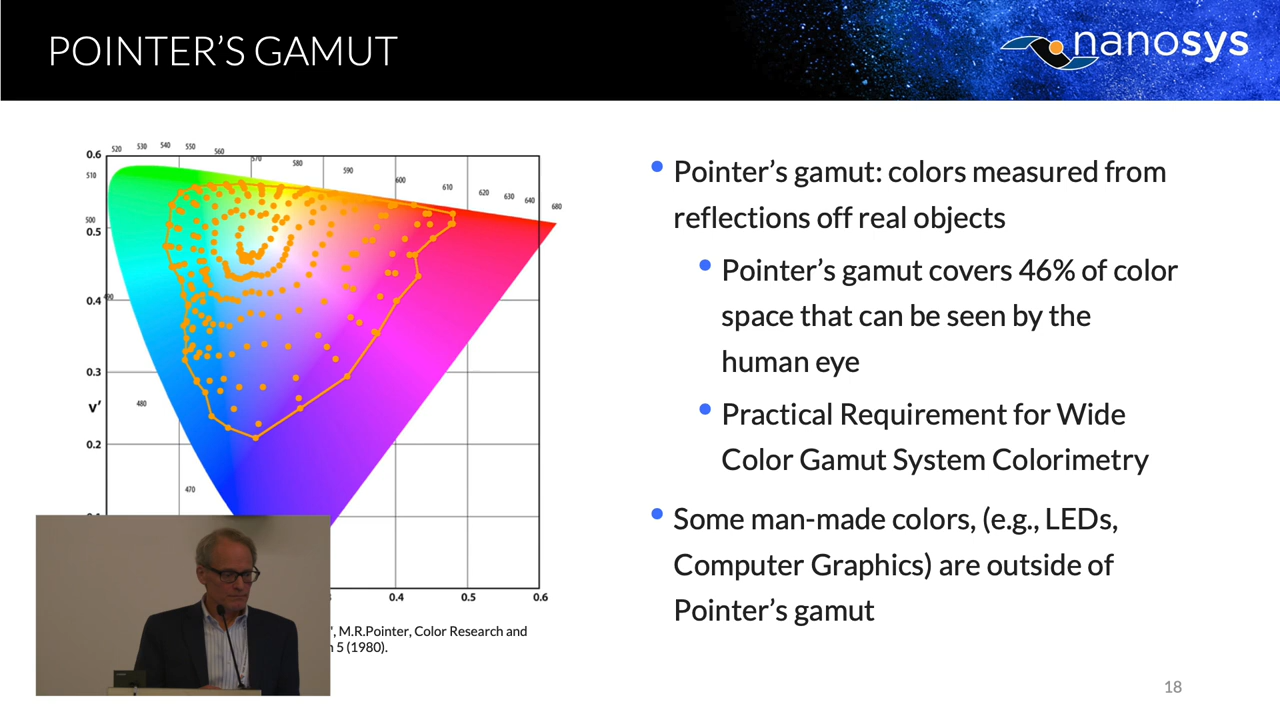 POINTER'S GAMUT
nanosys
520 530 540 550 560 570 580 590 600 610 620 630 640 680
0.6
510
500
0.5
490
0.4
0.3
v'
480
0.2
470
0.4 0.5 0.6
M.R.Pointer, Color Research and
5 (1980).
• Pointer's gamut: colors measured from
reflections off real objects
• Pointer's gamut covers 46% of color
space that can be seen by the
human eye
• Practical Requirement for Wide
Color Gamut System Colorimetry
• Some man-made colors, (e.g., LEDs,
Computer Graphics) are outside of
Pointer's gamut
18